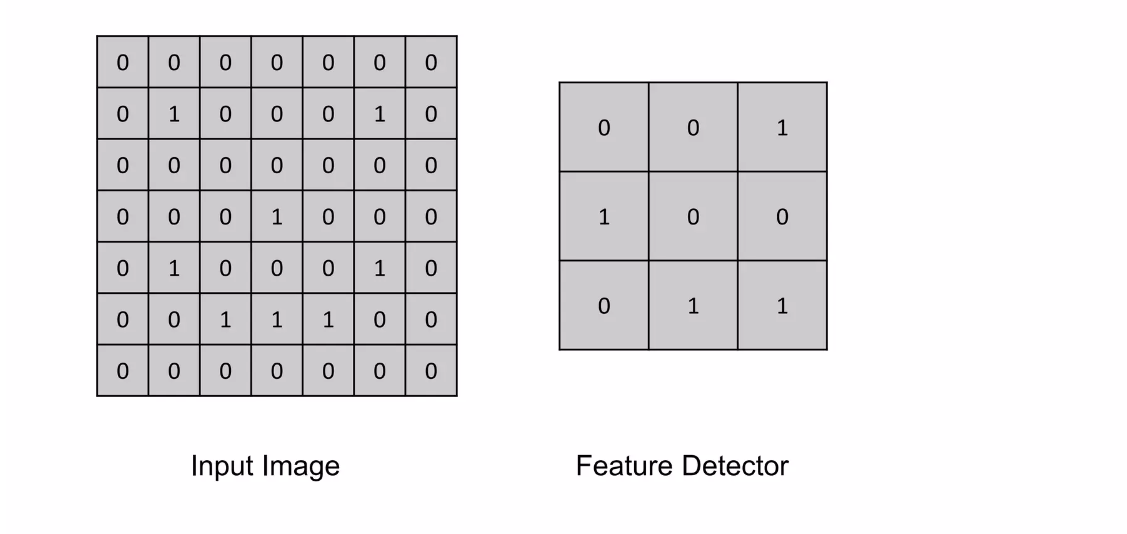 0 0 0 0 0 0 0
0 1 0 0 0 1 0
0 0 0 0 0 0 0
0 0 0 1 0 0 0
0 1 0 0 0 1 0
0 0 1 1 1 0 0
0 0 0 0 0 0 0
Input Image
0 0 1
1 0 0
0 1 1
Feature Detector